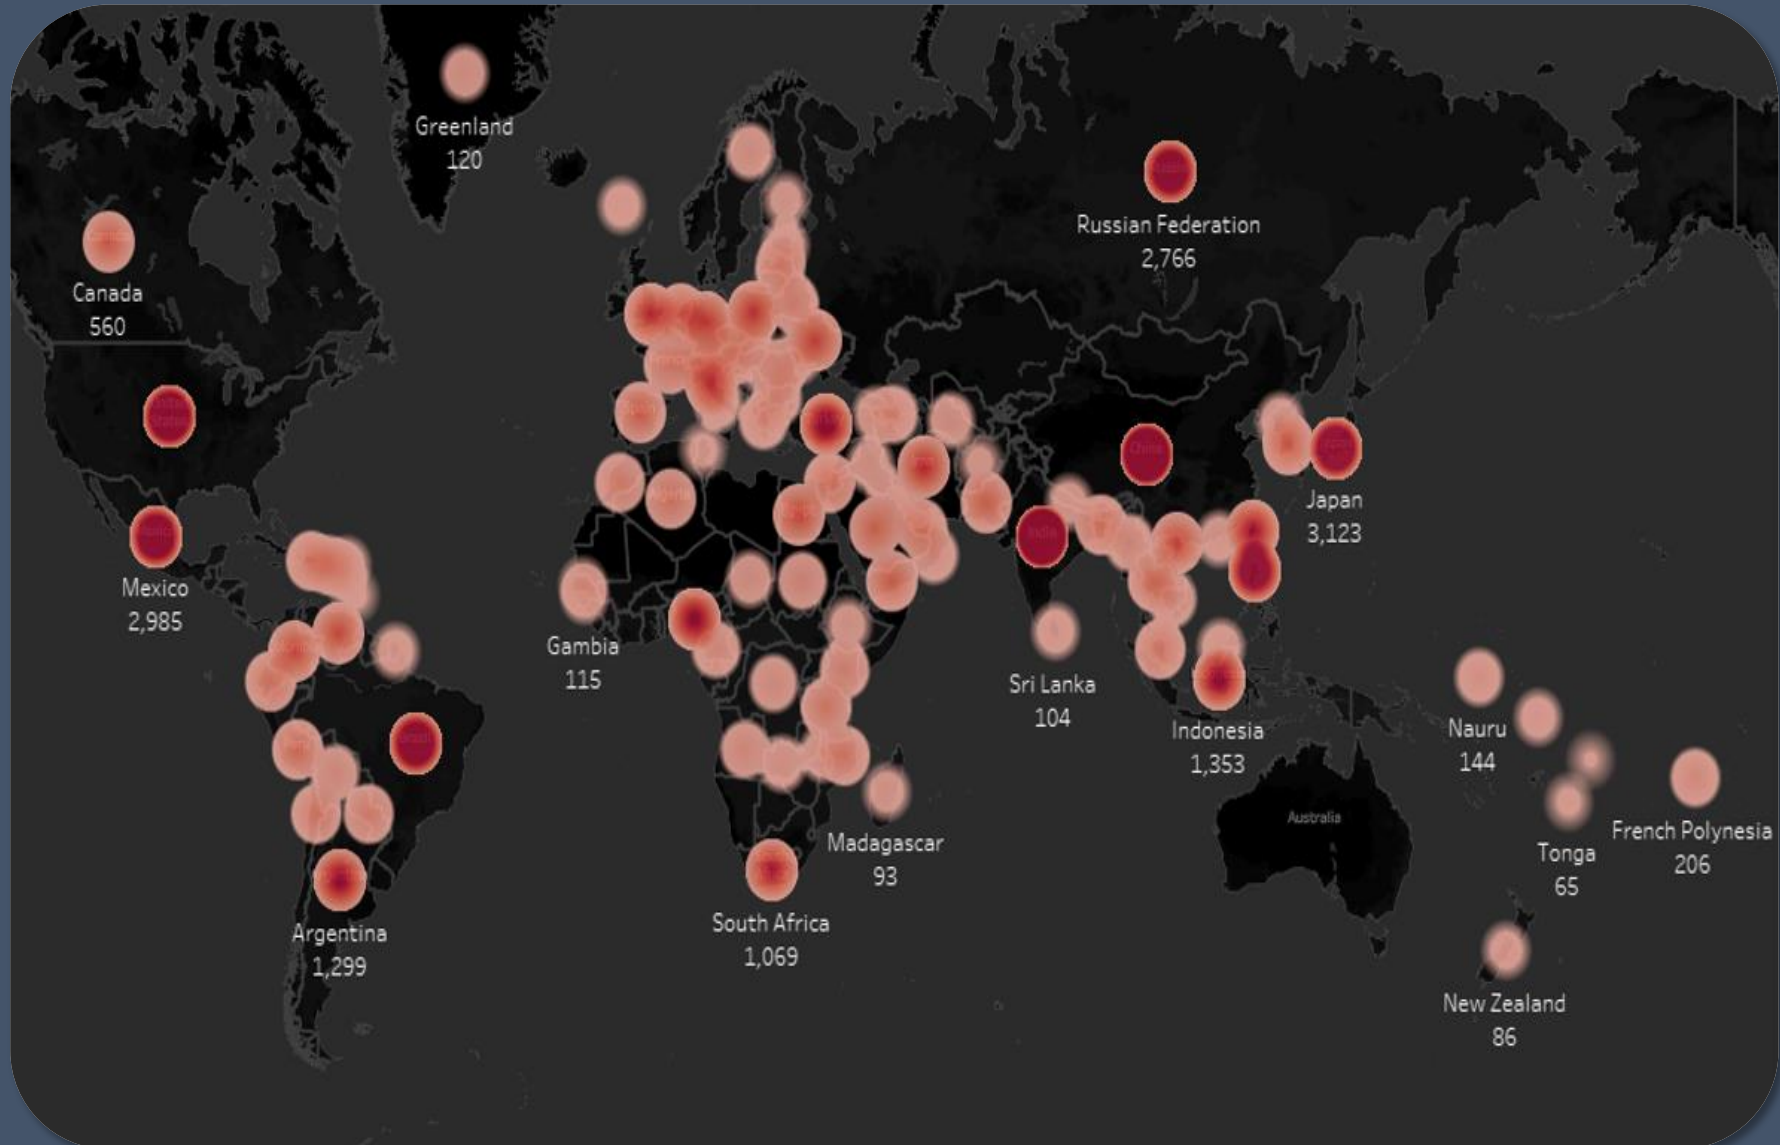 Greenland
120
Russian Federation
2,766
Canada
560
China
Japan
3,123
India
Mexico
2,985
Gambia
115
Sri Lanka
104
Indonesia
1,353
Nauru
144
Australia
French Polynesia
206
Madagascar
93
Tonga
65
South Africa
1,069
Argentina
1,299
New Zealand
86